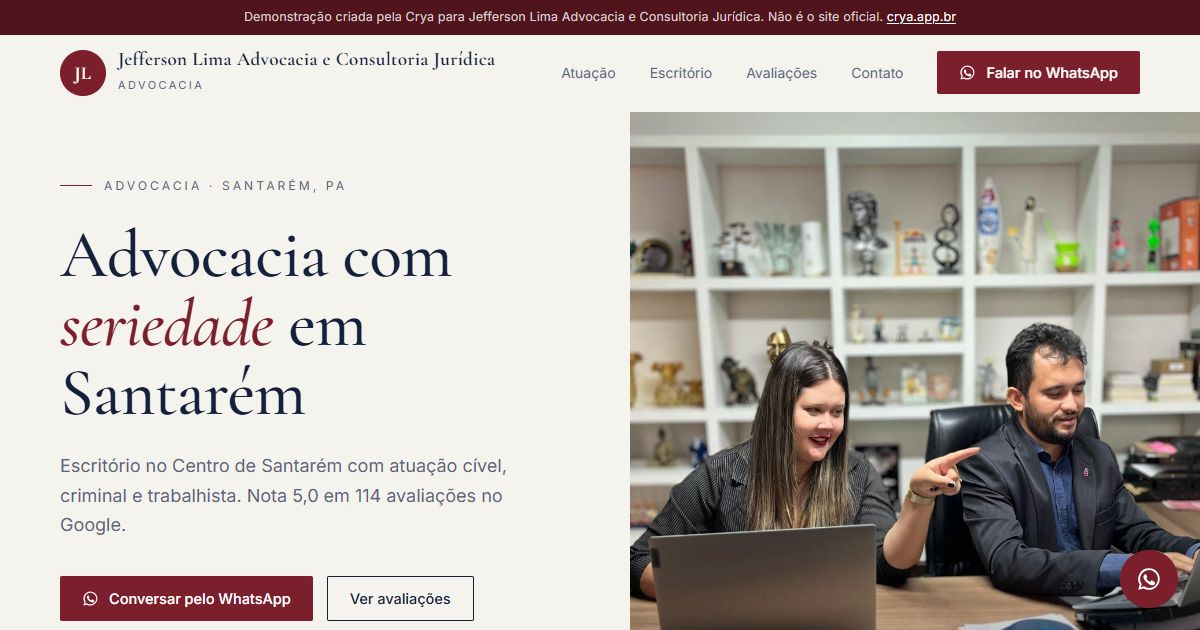 Demonstração criada pela Crya para Jefferson Lima Advocacia e Consultoria Jurídica. Não é o site oficial. crya.app.br
JL
Jefferson Lima Advocacia e Consultoria Jurídica
ADVOCACIA
Atuação
Escritório
Avaliações
Contato
Falar no WhatsApp
ADVOCACIA · SANTARÉM, PA
Advocacia com
seriedade em
Santarém
Escritório no Centro de Santarém com atuação cível,
criminal e trabalhista. Nota 5,0 em 114 avaliações no
Google.
Conversar pelo WhatsApp
Ver avaliações